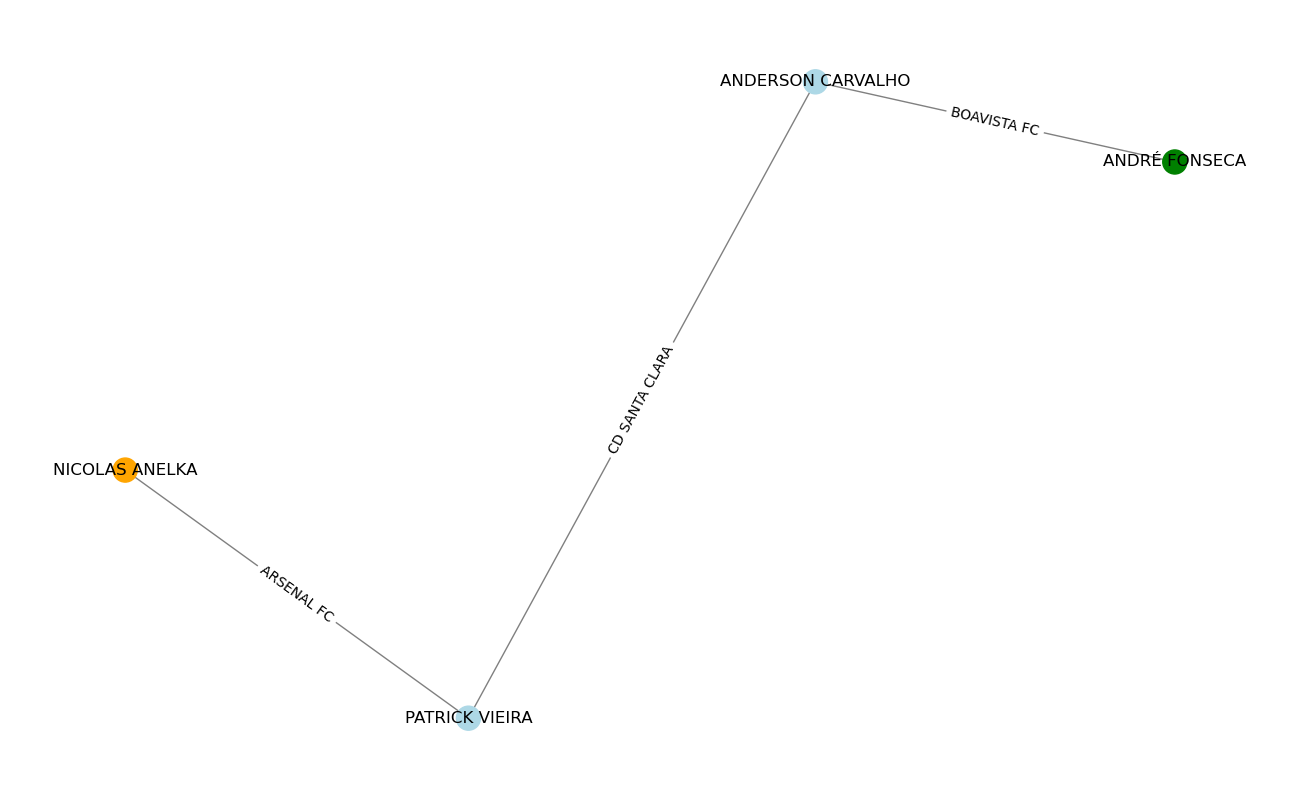 ANDERSON CARVALHO
BOAVISTA FC
ANDRÉ FONSECA
CD SANTA CLARA
NICOLAS ANELKA
ARSENAL FC
PATRICK VIEIRA